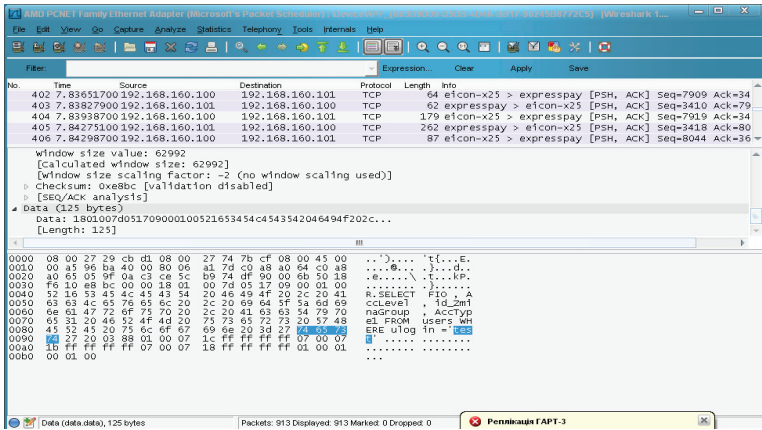 AMD PCNET Family Ethernet Adapter (Microsoft's Packet Scheduler) : [Wireshark 1....
File Edit View Go Capture Analyze Statistics Telephony Tools Internals Help
Filter: Expression... Clear Apply Save
No. Time Source Destination Protocol Length Info
402 7.83651700 192.168.160.100 192.168.160.101 TCP 64 eicon-x25 > expresspay [PSH, ACK] Seq=7909 Ack=34
403 7.83827900 192.168.160.101 192.168.160.100 TCP 62 expresspay > eicon-x25 [PSH, ACK] Seq=3410 Ack=79
404 7.83938700 192.168.160.100 192.168.160.101 TCP 179 eicon-x25 > expresspay [PSH, ACK] Seq=7919 Ack=34
405 7.84275100 192.168.160.101 192.168.160.100 TCP 262 expresspay > eicon-x25 [PSH, ACK] Seq=3418 Ack=80
406 7.84298700 192.168.160.100 192.168.160.101 TCP 87 eicon-x25 > expresspay [PSH, ACK] Seq=8044 Ack=36
Window size value: 62992
[Calculated window size: 62992]
[Window size scaling factor: -2 (no window scaling used)]
Checksum: 0xe8bc [validation disabled]
[SEQ/ACK analysis]
Data (125 bytes)
Data: 1801007d05170900010052165345 4c4543542046494f202c...
[Length: 125]
0000 08 00 27 29 cb d1 08 00 27 74 7b cf 08 00 45 00 ..').... 't{...E.
0010 00 a5 96 ba 40 00 80 06 a1 7d c0 a8 a0 64 c0 a8 ....@... .}...d..
0020 a0 65 05 9f 0a c3 ce 5c b9 74 df 90 00 6b 50 18 .e.....\ .t...kP.
0030 f6 10 e8 bc 00 00 18 01 00 7d 05 17 09 00 01 00 ........ .}......
0040 52 16 53 45 4c 45 43 54 20 46 49 4f 20 2c 20 41 R.SELECT FIO , A
0050 63 63 4c 65 76 65 6c 20 2c 20 69 64 5f 5a 6d 69 ccLevel , id_Zmi
0060 6e 61 47 72 6f 75 70 20 2c 20 41 63 63 54 79 70 naGroup , AccTyp
0070 65 31 20 46 52 4f 4d 20 75 73 65 72 73 20 57 48 e1 FROM users WH
0080 45 52 45 20 75 6c 6f 67 69 6e 20 3d 27 74 65 73 ERE ulog in ='tes
0090 74 27 20 03 88 01 00 07 1c ff ff ff ff 07 00 07 t' ..... ........
00a0 1b ff ff ff ff 07 00 07 18 ff ff ff ff 01 00 01 ........ ........
00b0 00 01 00 ...
Data (data.data), 125 bytes Packets: 913 Displayed: 913 Marked: 0 Dropped: 0
Реплікація ГАРТ-3